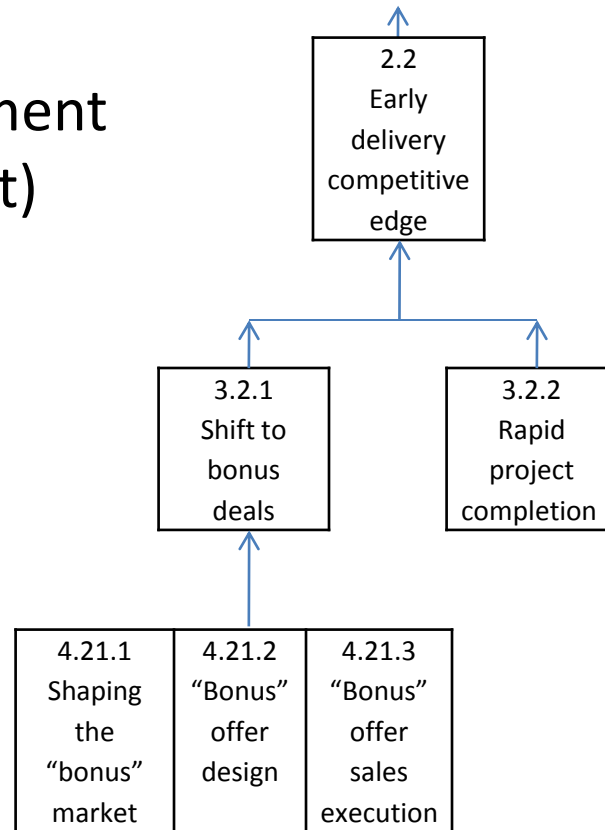 ment
t)
2.2
Early
delivery
competitive
edge
3.2.1
Shift to
bonus
deals
3.2.2
Rapid
project
completion
4.21.1
Shaping
the
“bonus”
market
4.21.2
“Bonus”
offer
design
4.21.3
“Bonus”
offer
sales
execution